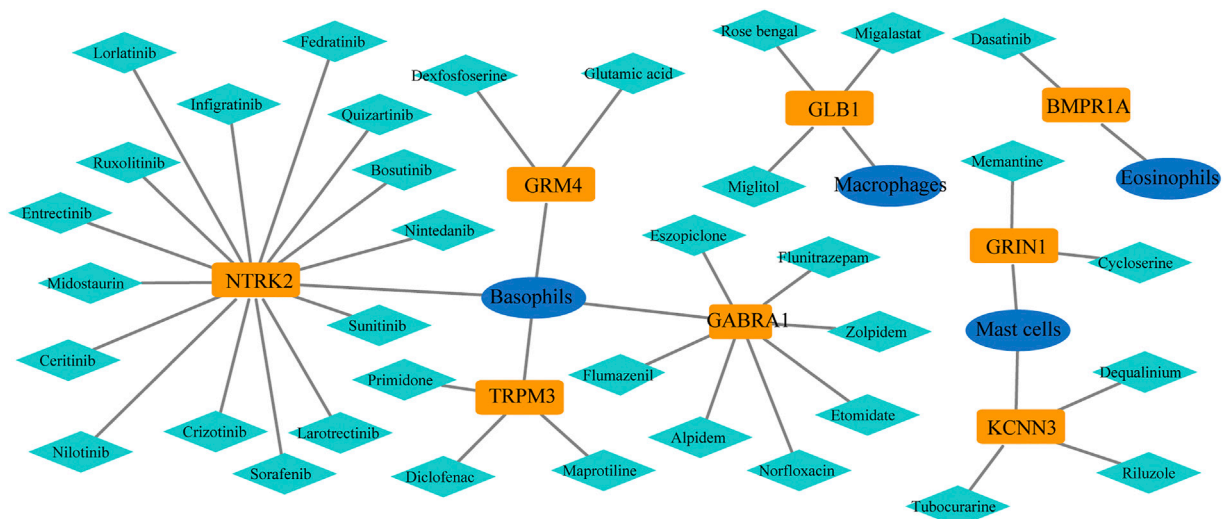 Lorlatinib
Fedratinib
Infigratinib
Quizartinib
Ruxolitinib
Bosutinib
Entrectinib
Nintedanib
NTRK2
Midostaurin
Sunitinib
Ceritinib
Nilotinib
Crizotinib
Sorafenib
Larotrectinib
Dexfosfoserine
Glutamic acid
GRM4
Basophils
Primidone
TRPM3
Diclofenac
Maprotiline
Eszopiclone
Flunitrazepam
GABRA1
Zolpidem
Flumazenil
Etomidate
Alpidem
Norfloxacin
Rose bengal
Migalastat
GLB1
Miglitol
Macrophages
Dasatinib
BMPR1A
Eosinophils
Memantine
GRIN1
Cycloserine
Mast cells
Dequalinium
KCNN3
Riluzole
Tubocurarine